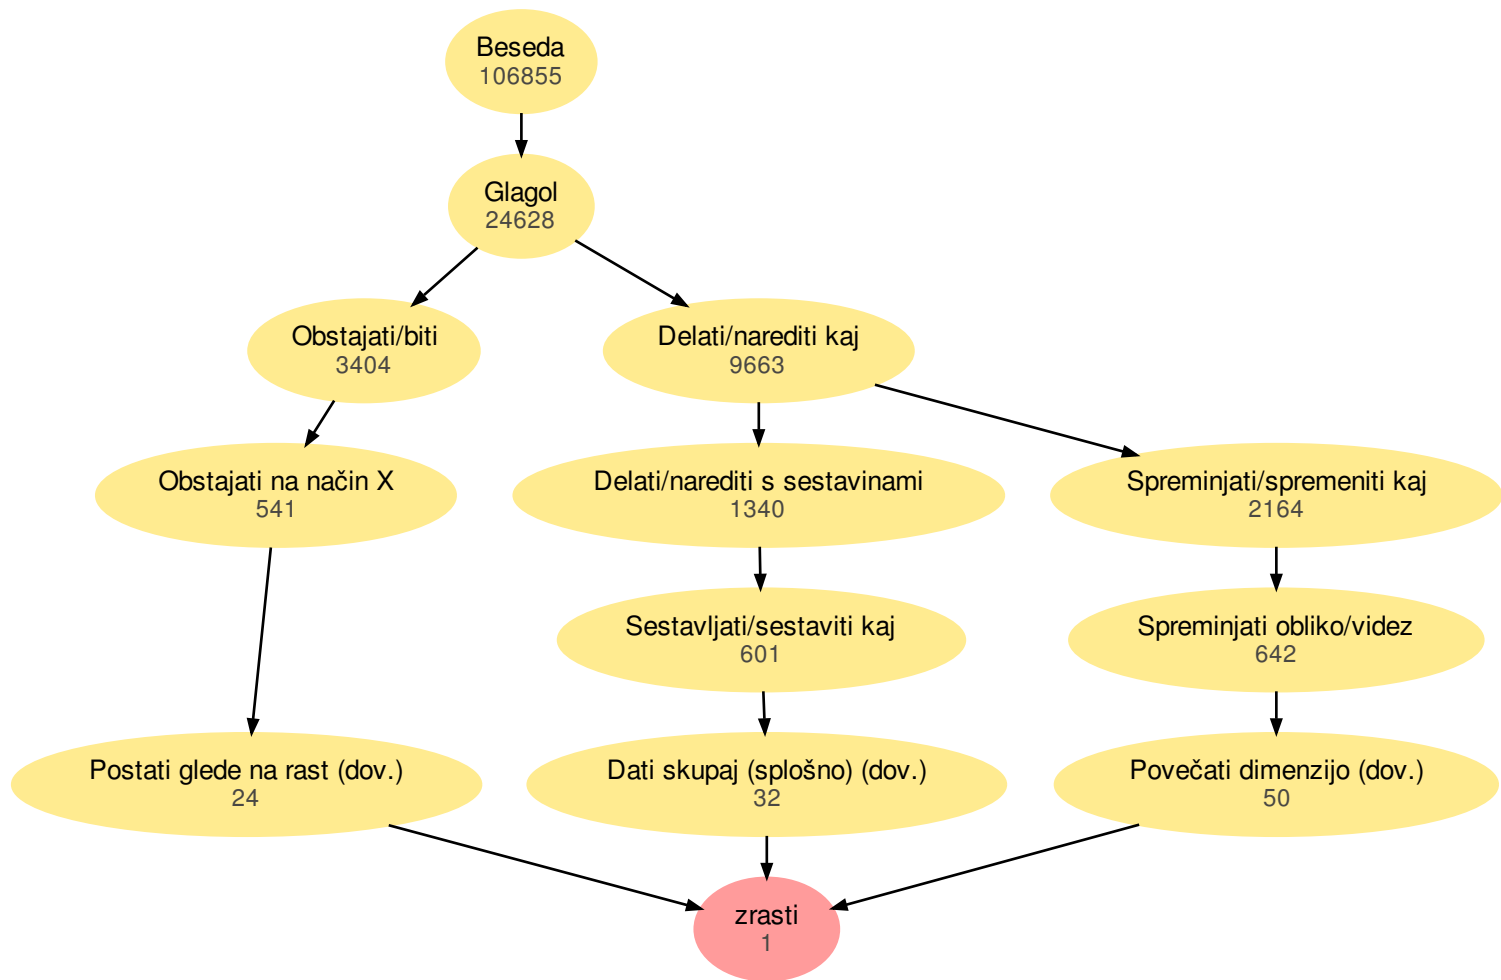 Beseda
106855
Glagol
24628
Obstajati/biti
3404
Delati/narediti kaj
9663
Obstajati na način X
541
Delati/narediti s sestavinami
1340
Spreminjati/spremeniti kaj
2164
Sestavljati/sestaviti kaj
601
Spreminjati obliko/videz
642
Postati glede na rast (dov.)
24
Dati skupaj (splošno) (dov.)
32
Povečati dimenzijo (dov.)
50
zrasti
1